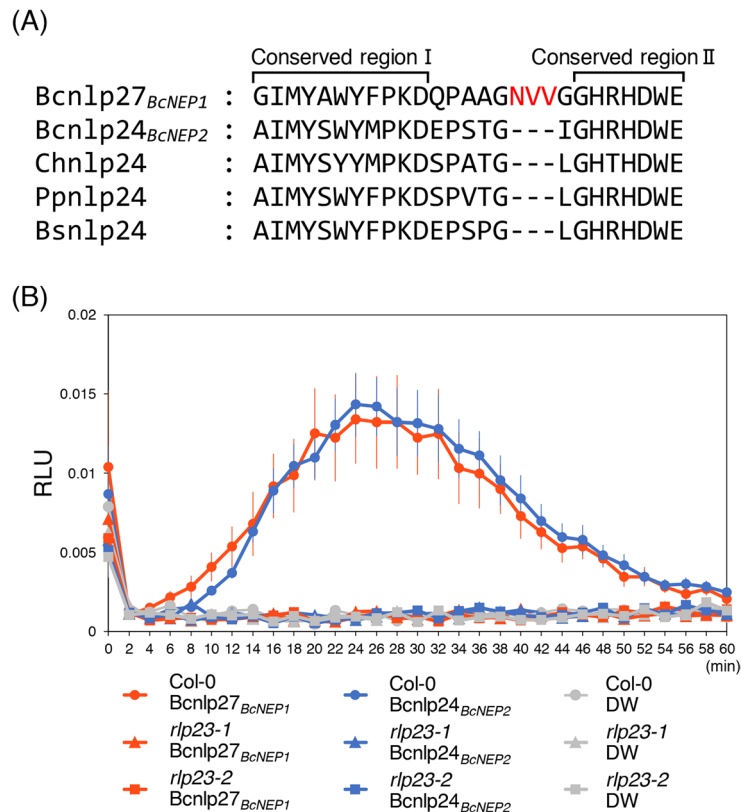 (A)
Conserved region Ⅰ Conserved region Ⅱ
Bcnlp27BcNEP1 : GIMYAWYFPKDQPAAGNVVGGHRHDWE
Bcnlp24BcNEP2 : AIMYSWYMPKDEPSTG---IGHRHDWE
Chnlp24 : AIMYSYYMPKDSPATG---LGHTHDWE
Ppnlp24 : AIMYSWYFPKDSPVTG---LGHRHDWE
Bsnlp24 : AIMYSWYFPKDEPSPG---LGHRHDWE
(B)
0.02
0.015
0.01
0.005
0
RLU
0 2 4 6 8 10 12 14 16 18 20 22 24 26 28 30 32 34 36 38 40 42 44 46 48 50 52 54 56 58 60
(min)
Col-0 Col-0 Col-0
Bcnlp27BcNEP1 Bcnlp24BcNEP2 DW
rlp23-1 rlp23-1 rlp23-1
Bcnlp27BcNEP1 Bcnlp24BcNEP2 DW
rlp23-2 rlp23-2 rlp23-2
Bcnlp27BcNEP1 Bcnlp24BcNEP2 DW